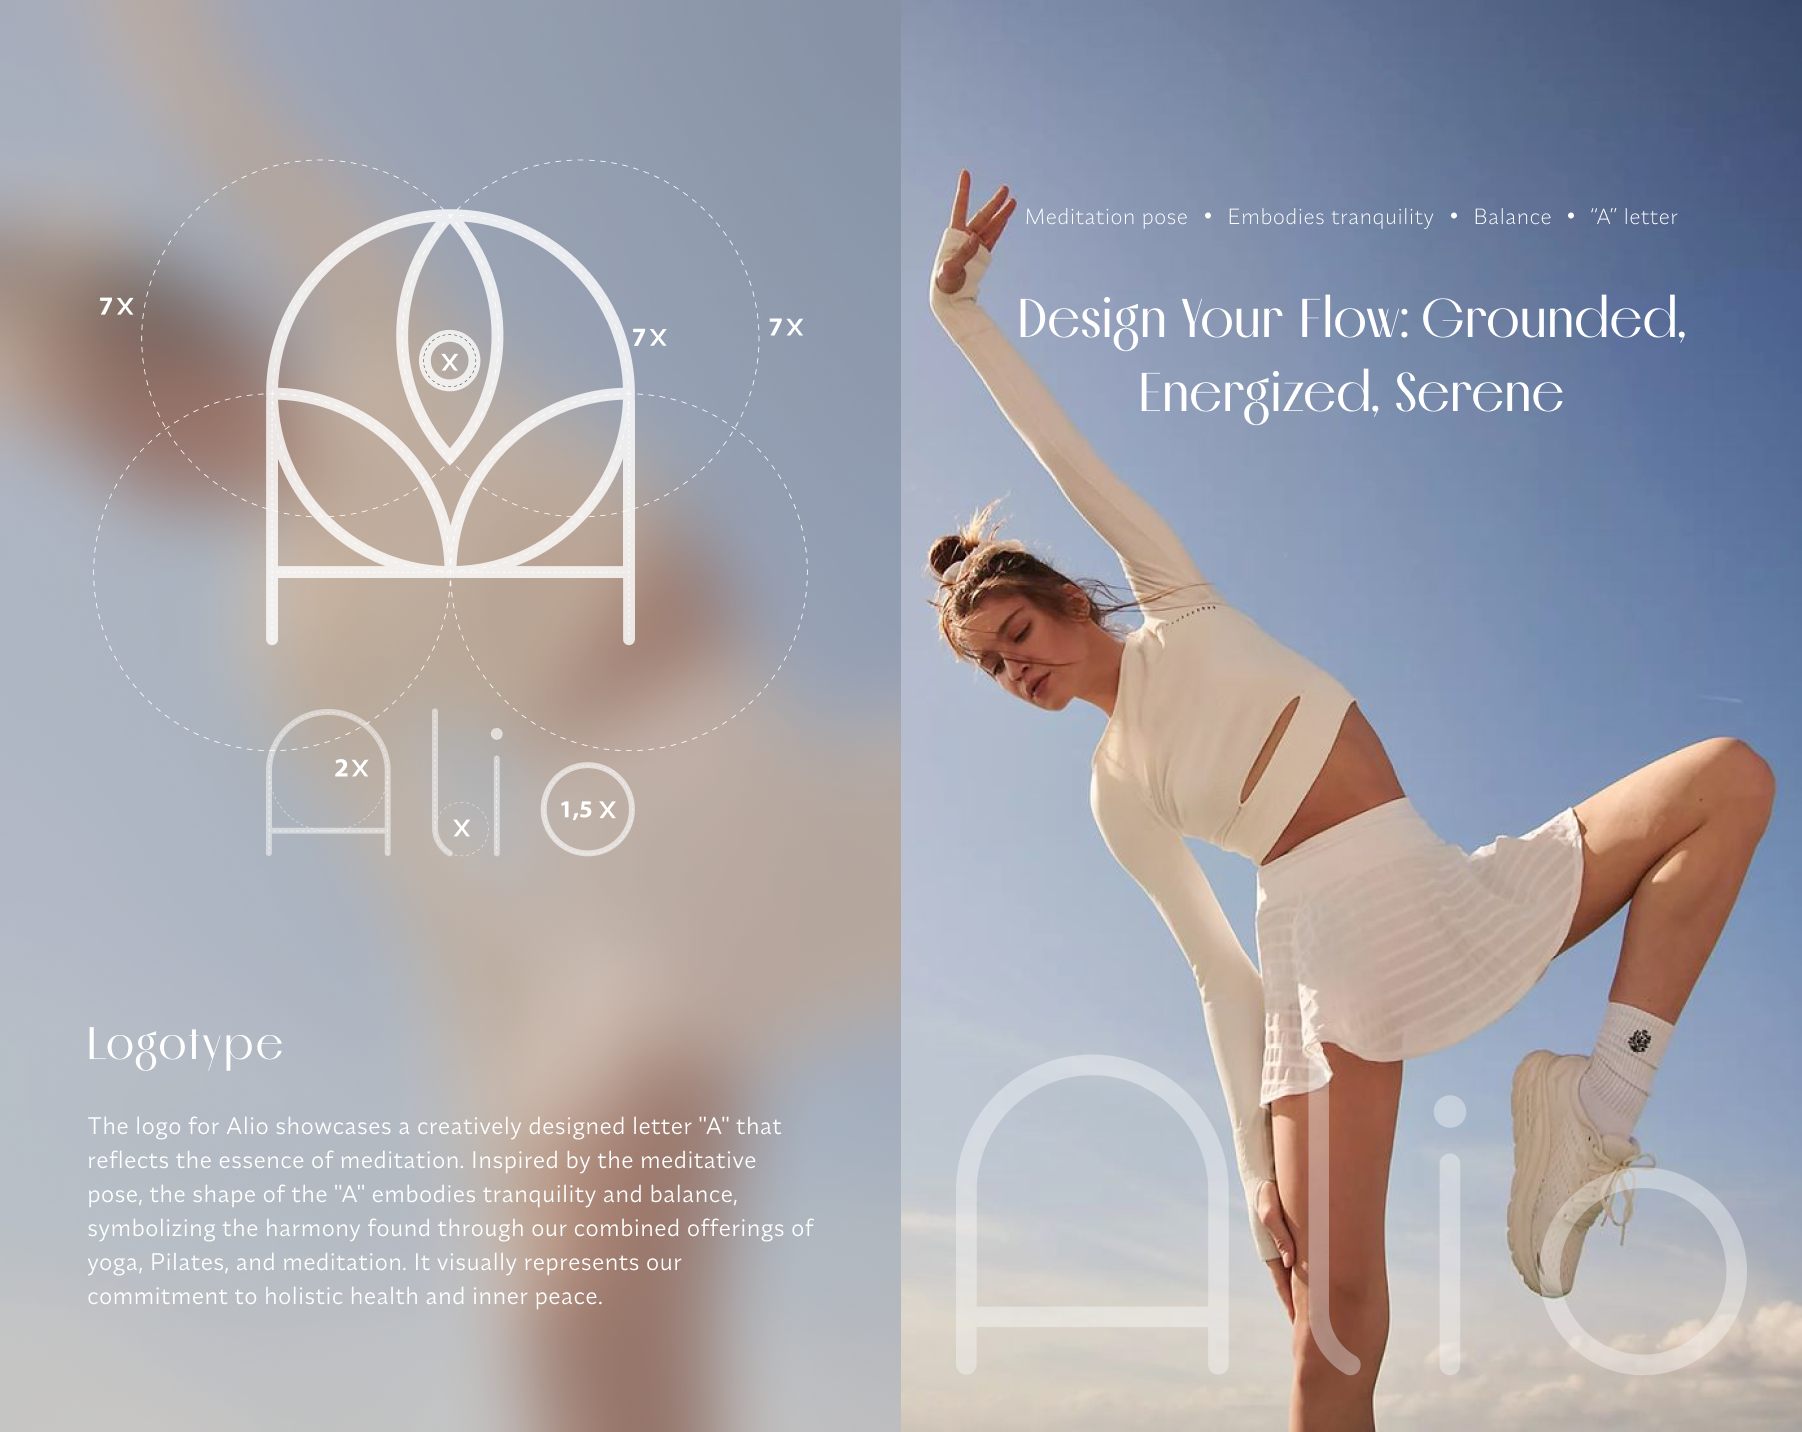 7X
7X
7X
X
Alio
2X
X
1,5 X
Logotype
The logo for Alio showcases a creatively designed letter "A" that
reflects the essence of meditation. Inspired by the meditative
pose, the shape of the "A" embodies tranquility and balance,
symbolizing the harmony found through our combined offerings of
yoga, Pilates, and meditation. It visually represents our
commitment to holistic health and inner peace.
Meditation pose • Embodies tranquility • Balance • “A” letter
Design Your Flow: Grounded,
Energized, Serene
Alio